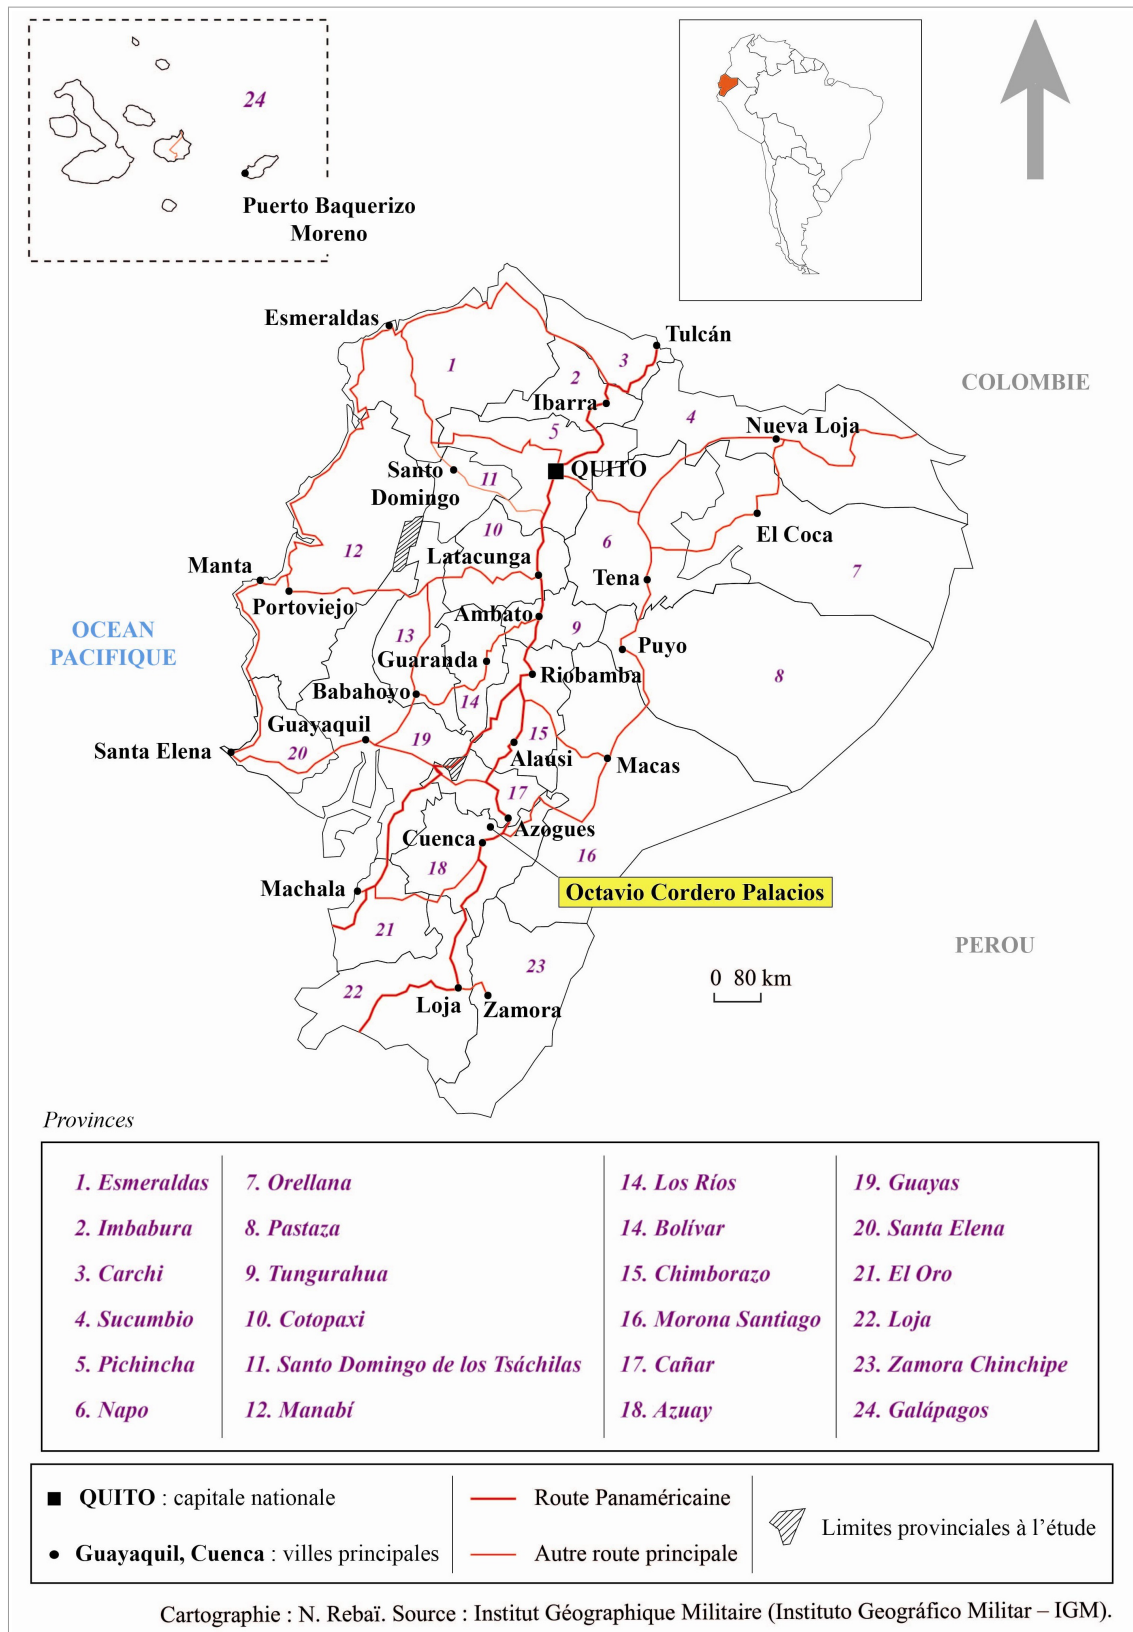 24
Puerto Baquerizo
Moreno
Esmeraldas
Tulcán
1
2
3
COLOMBIE
Ibarra
4
5
Nueva Loja
Santo
Domingo
QUITO
11
10
El Coca
12
6
Latacunga
7
Manta
Tena
Portoviejo
Ambato
OCEAN
PACIFIQUE
13
9
Puyo
Guaranda
Riobamba
8
Babahoyo
14
Guayaquil
19
15
Santa Elena
20
Alausi
Macas
17
Azogues
Cuenca
16
18
Machala
Octavio Cordero Palacios
21
PEROU
23
0 80 km
22
Loja
Zamora
Provinces
1. Esmeraldas
2. Imbabura
3. Carchi
4. Sucumbio
5. Pichincha
6. Napo
7. Orellana
8. Pastaza
9. Tungurahua
10. Cotopaxi
11. Santo Domingo de los Tsáchilas
12. Manabí
14. Los Ríos
14. Bolívar
15. Chimborazo
16. Morona Santiago
17. Cañar
18. Azuay
19. Guayas
20. Santa Elena
21. El Oro
22. Loja
23. Zamora Chinchipe
24. Galápagos
QUITO : capitale nationale
Guayaquil, Cuenca : villes principales
Route Panaméricaine
Autre route principale
Limites provinciales à l’étude
Cartographie : N. Rebaï. Source : Institut Géographique Militaire (Instituto Geográfico Militar – IGM).